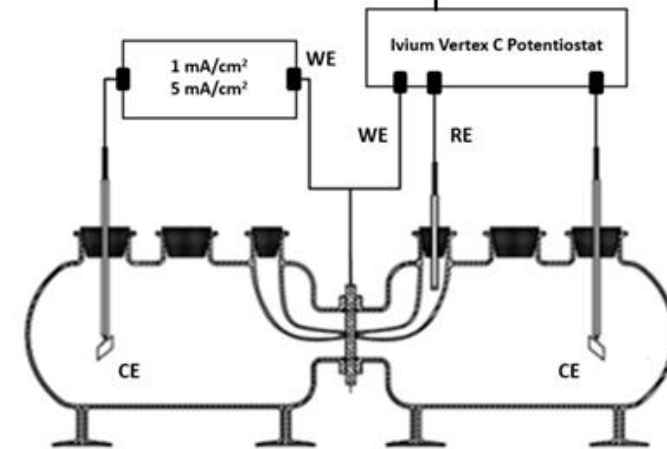 1 mA/cm²
5 mA/cm²
WE
Ivium Vertex C Potentiostat
WE
RE
CE
CE